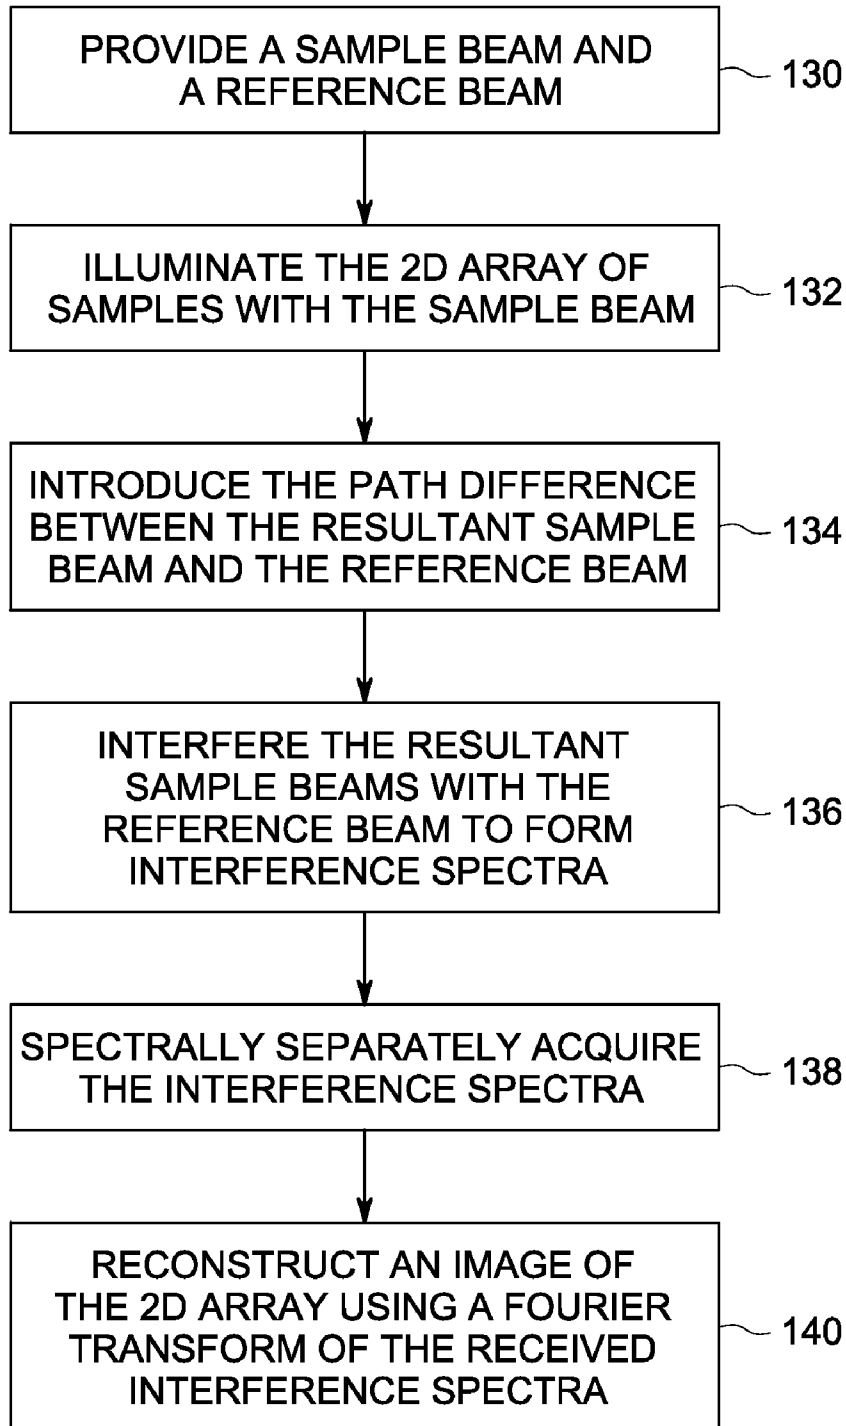 PROVIDE A SAMPLE BEAM AND
A REFERENCE BEAM
130
ILLUMINATE THE 2D ARRAY OF
SAMPLES WITH THE SAMPLE BEAM
132
INTRODUCE THE PATH DIFFERENCE
BETWEEN THE RESULTANT SAMPLE
BEAM AND THE REFERENCE BEAM
134
INTERFERE THE RESULTANT
SAMPLE BEAMS WITH THE
REFERENCE BEAM TO FORM
INTERFERENCE SPECTRA
136
SPECTRALLY SEPARATELY ACQUIRE
THE INTERFERENCE SPECTRA
138
RECONSTRUCT AN IMAGE OF
THE 2D ARRAY USING A FOURIER
TRANSFORM OF THE RECEIVED
INTERFERENCE SPECTRA
140